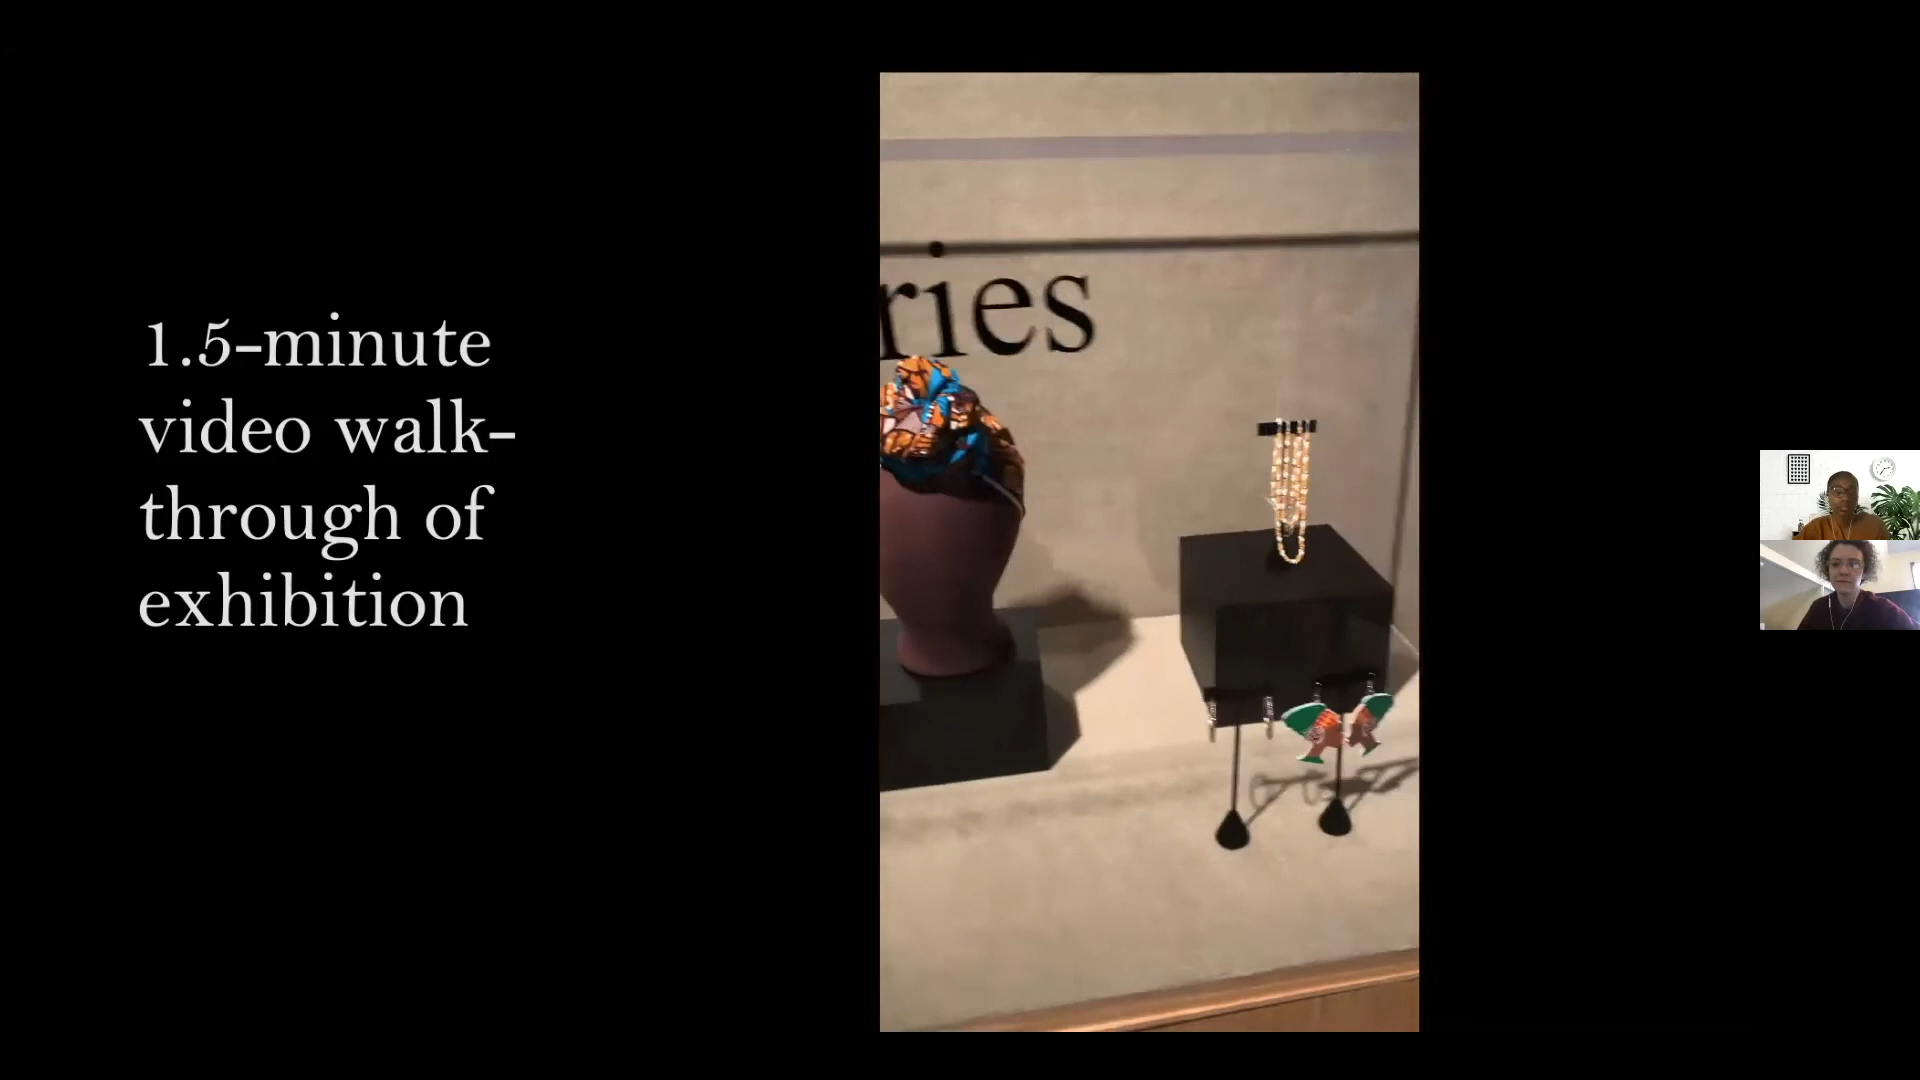 1.5-minute
video walk-
through of
exhibition
ries